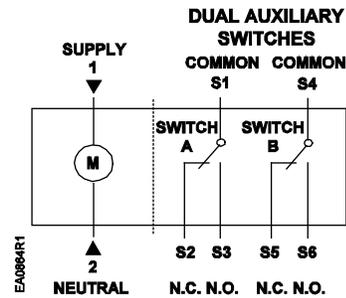 DUAL AUXILIARY
SWITCHES
SUPPLY
1
COMMON COMMON
S1 S4
SWITCH
A
SWITCH
B
M
2
NEUTRAL
S2 S3 S5 S6
N.C. N.O. N.C. N.O.
EA0864R1